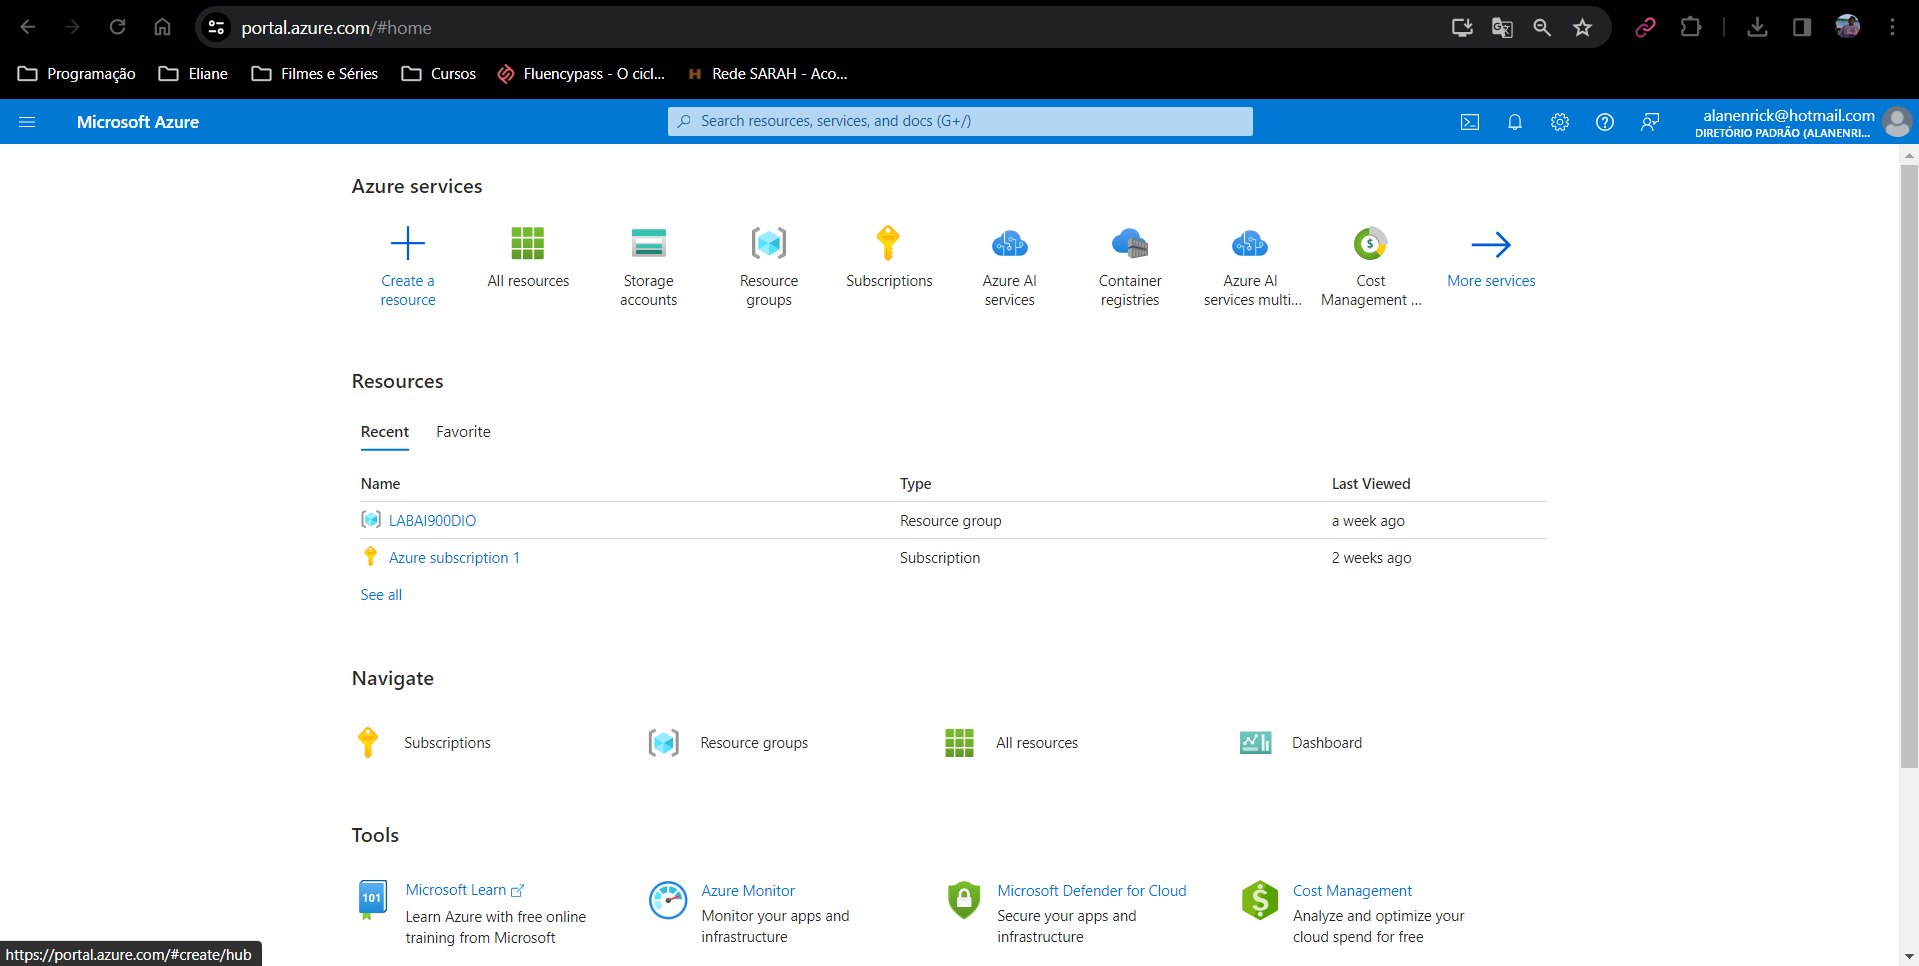 portal.azure.com/#home
Programação Eliane Filmes e Séries Cursos Fluencypass - O cicl... Rede SARAH - Aco...
Microsoft Azure
Search resources, services, and docs (G+/)
alanenrick@hotmail.com
DIRETÓRIO PADRÃO (ALANENRI...
Azure services
Create a resource
All resources
Storage accounts
Resource groups
Subscriptions
Azure AI services
Container registries
Azure AI services multi...
Cost Management ...
More services
Resources
Recent Favorite
Name Type Last Viewed
LABAI900DIO Resource group a week ago
Azure subscription 1 Subscription 2 weeks ago
See all
Navigate
Subscriptions Resource groups All resources Dashboard
Tools
101
Microsoft Learn
Learn Azure with free online
training from Microsoft
Azure Monitor
Monitor your apps and
infrastructure
Microsoft Defender for Cloud
Secure your apps and
infrastructure
Cost Management
Analyze and optimize your
cloud spend for free
https://portal.azure.com/#create/hub